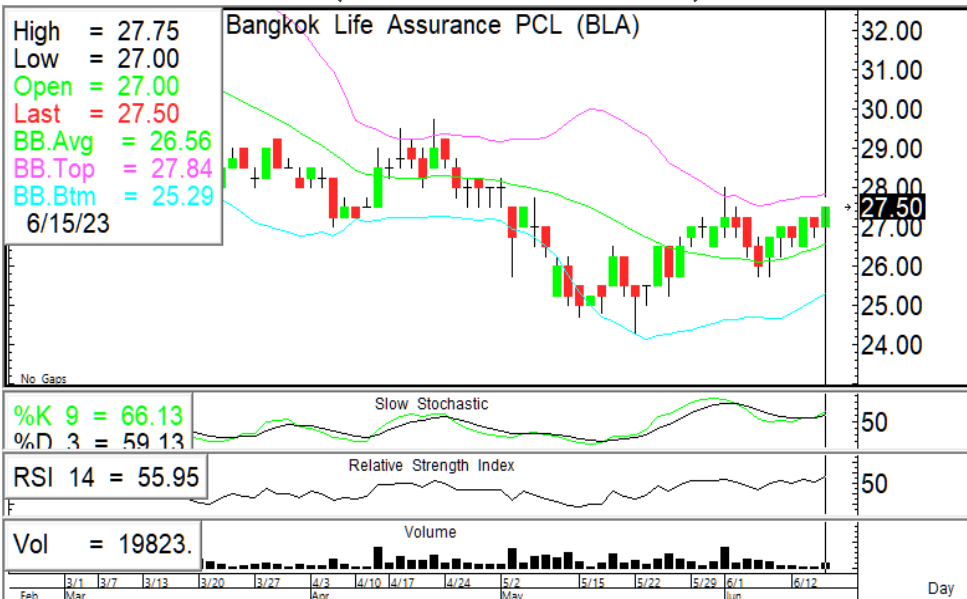 Bangkok Life Assurance PCL (BLA)
High = 27.75
Low = 27.00
Open = 27.00
Last = 27.50
BB.Avg = 26.56
BB.Top = 27.84
BB.Btm = 25.29
6/15/23
32.00
31.00
30.00
29.00
28.00
27.50
27.00
26.00
25.00
24.00
No Gaps
Slow Stochastic
%K 9 = 66.13
%D 3 = 59.13
50
Relative Strength Index
RSI 14 = 55.95
50
Volume
Vol = 19823.
3/1 3/7 3/13 3/20 3/27 4/3 4/10 4/17 4/24 5/2 5/15 5/22 5/29 6/1 6/12
Feb Mar Apr May Jun
Day